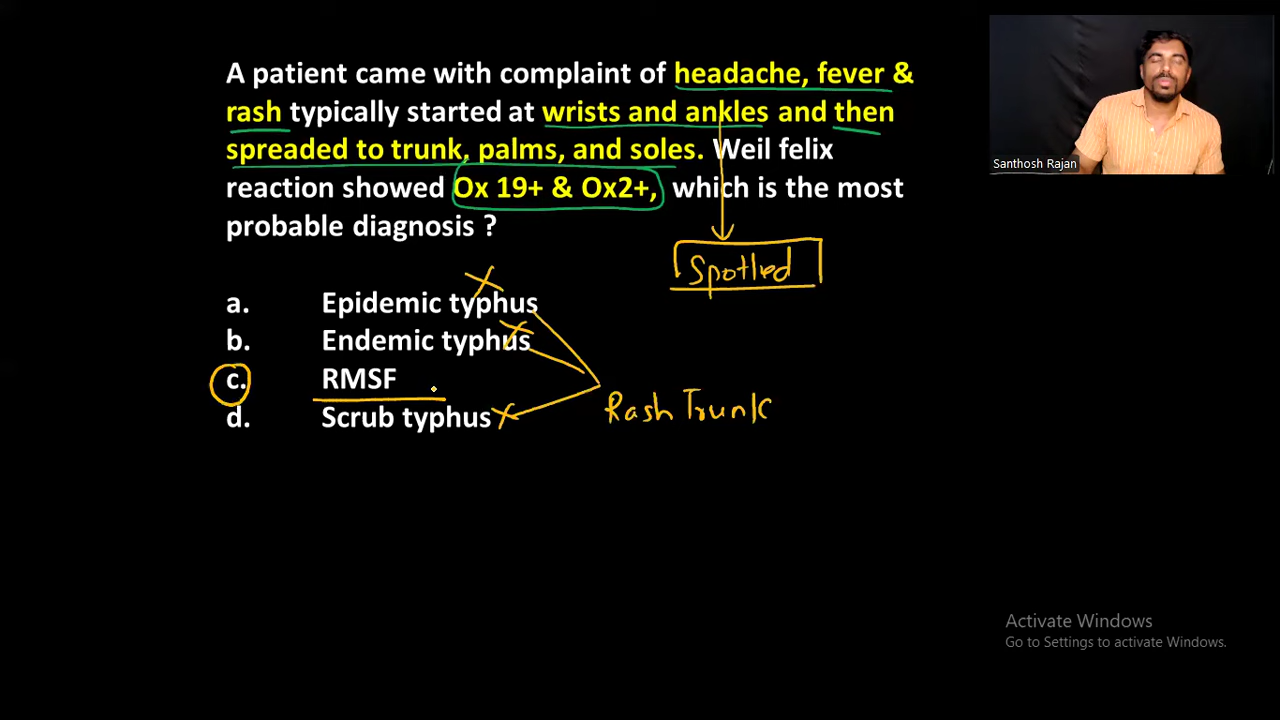 A patient came with complaint of headache, fever &
rash typically started at wrists and ankles and then
spreaded to trunk, palms, and soles. Weil felix
reaction showed Ox 19+ & Ox2+, which is the most
probable diagnosis ?
Spotted
a. Epidemic typhus
b. Endemic typhus
c. RMSF
d. Scrub typhus
Rash Trunk
Santhosh Rajan
Activate Windows
Go to Settings to activate Windows.